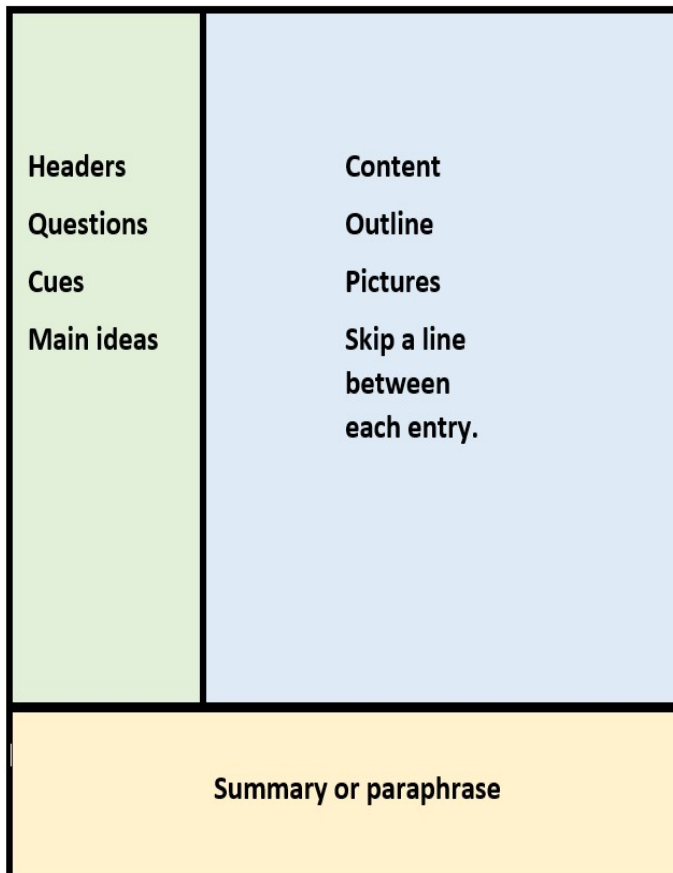 Headers
Questions
Cues
Main ideas
Content
Outline
Pictures
Skip a line
between
each entry.
Summary or paraphrase